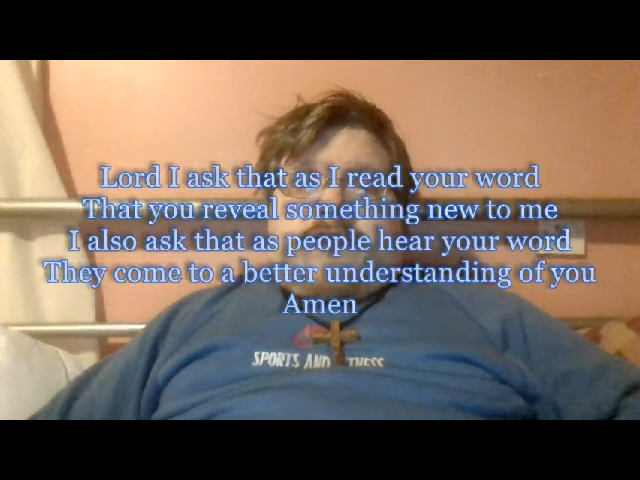 Lord I ask that as I read your word
That you reveal something new to me
I also ask that as people hear your word
They come to a better understanding of you
Amen
SPORTS AND